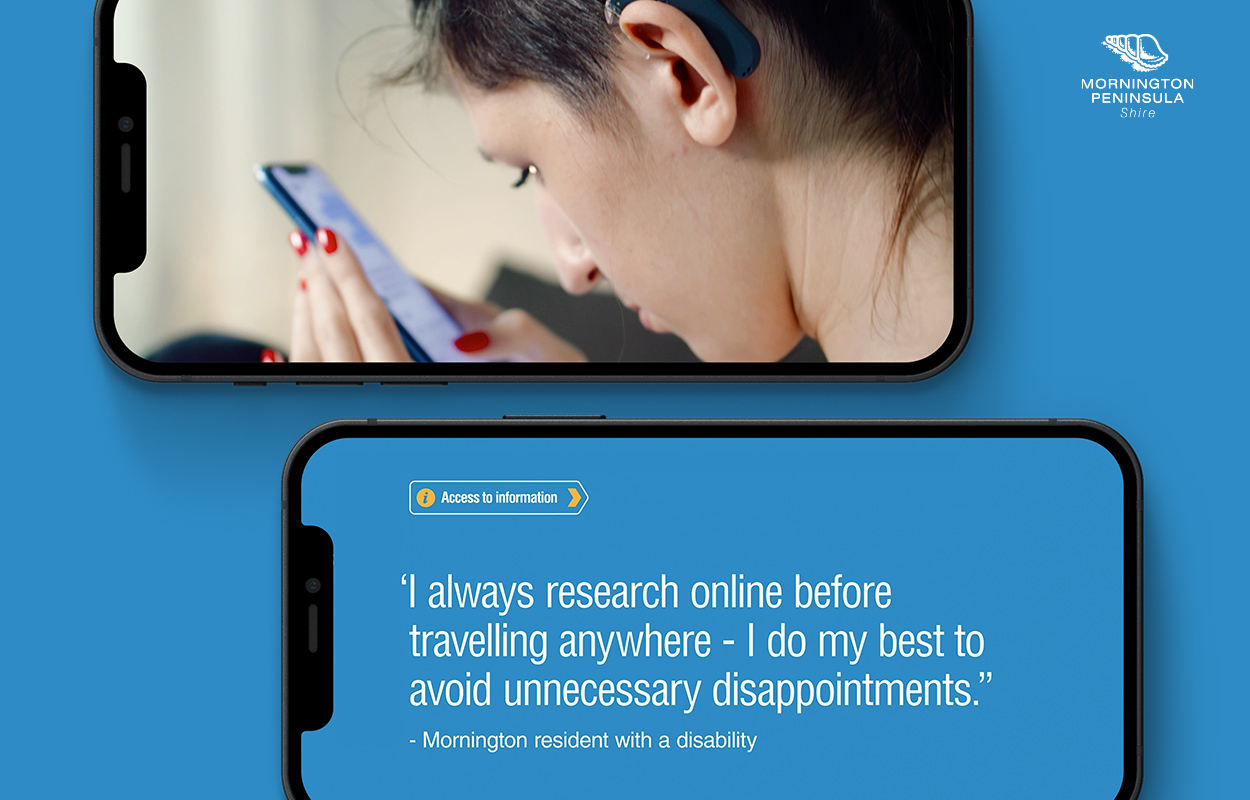 MORNINGTON
PENINSULA
Shire
i Access to information
‘I always research online before
travelling anywhere - I do my best to
avoid unnecessary disappointments.”
- Mornington resident with a disability